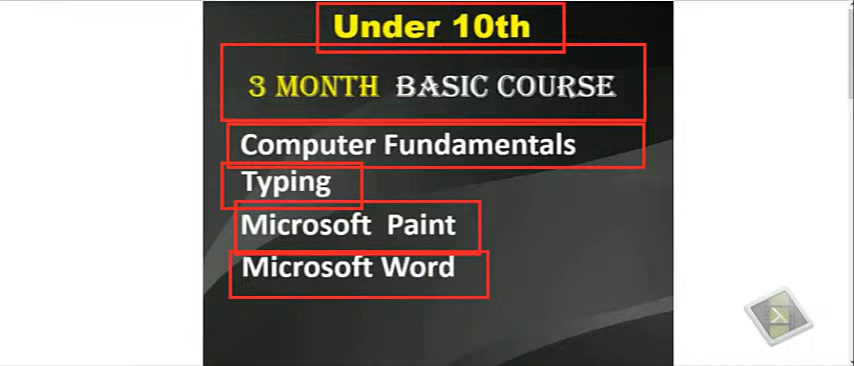 Under 10th
3 MONTH BASIC COURSE
Computer Fundamentals
Typing
Microsoft Paint
Microsoft Word